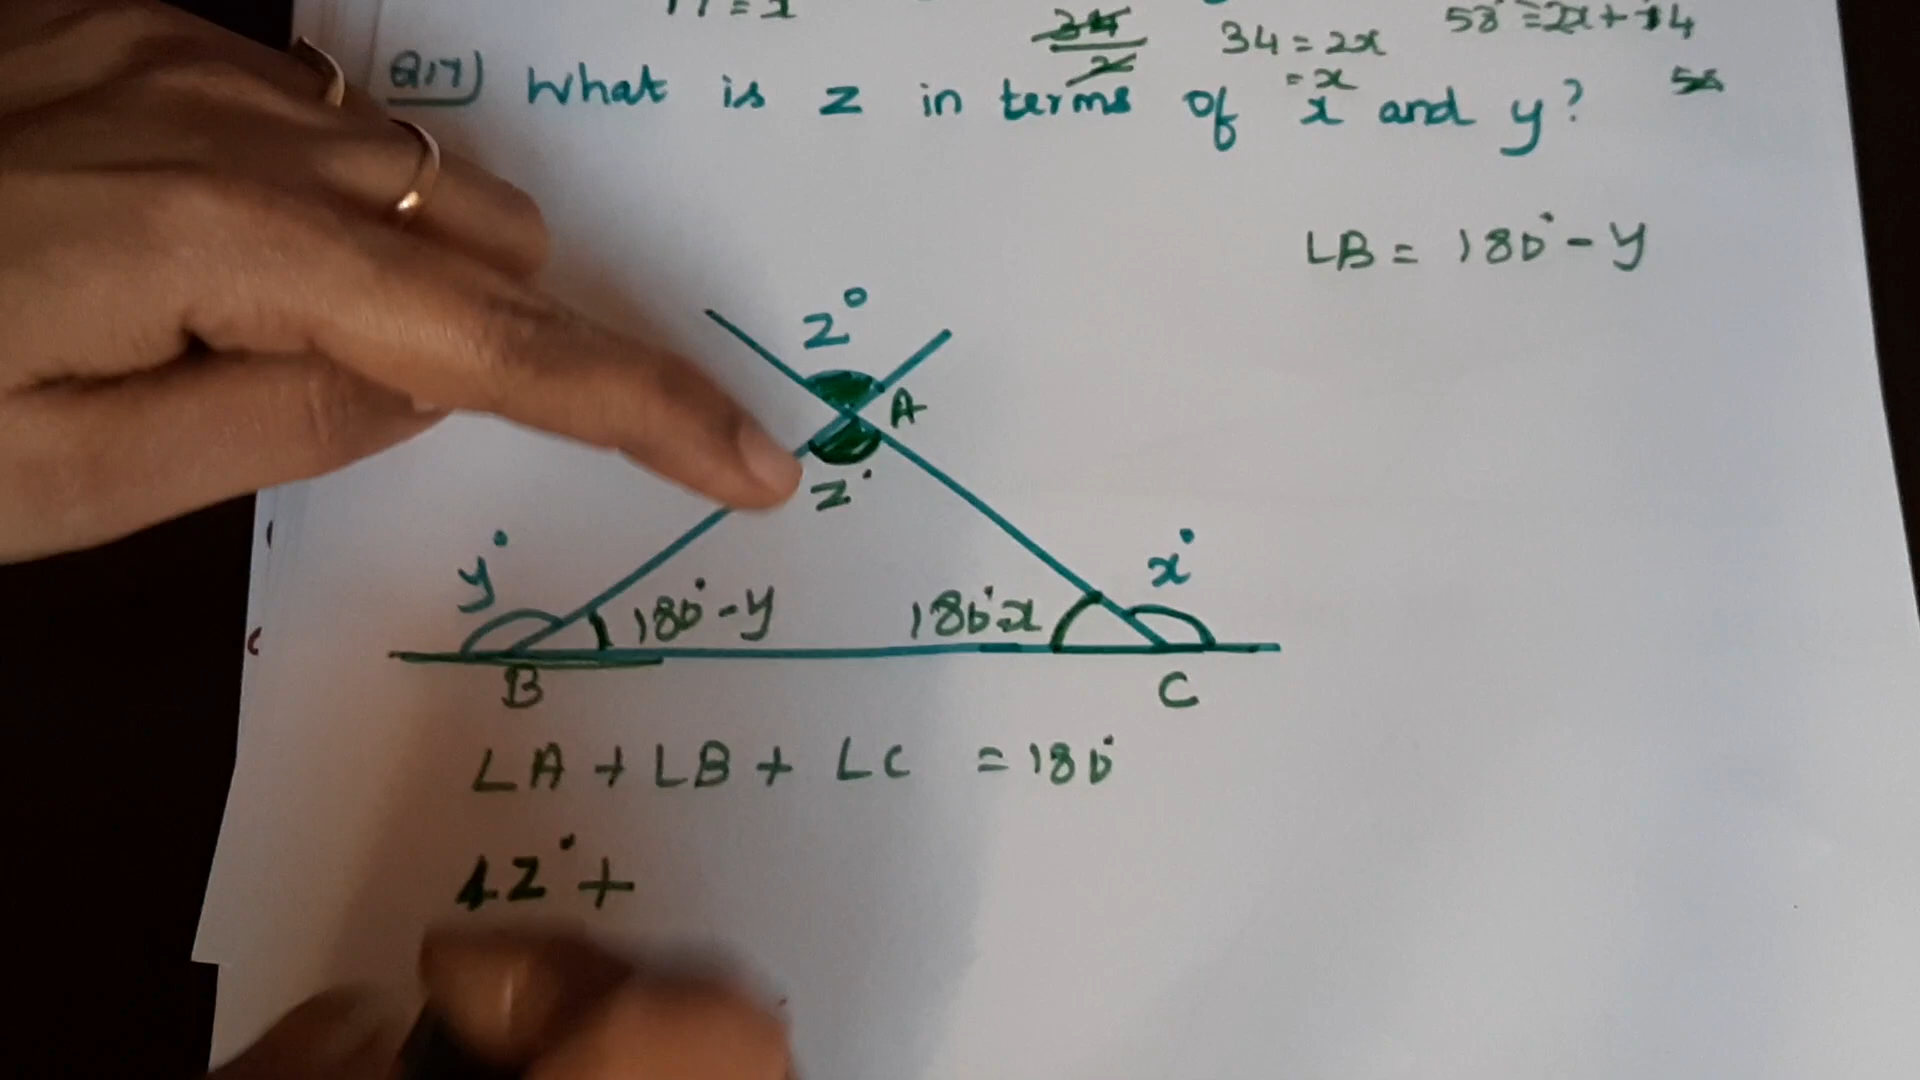 34 = 2x
58° = 2x + 14
= x
Q17) What is z in terms of x and y?
∠B = 180° - y
z°
A
z°
y°
x°
180° - y
180° - x
B
C
∠A + ∠B + ∠C = 180°
∠z° +